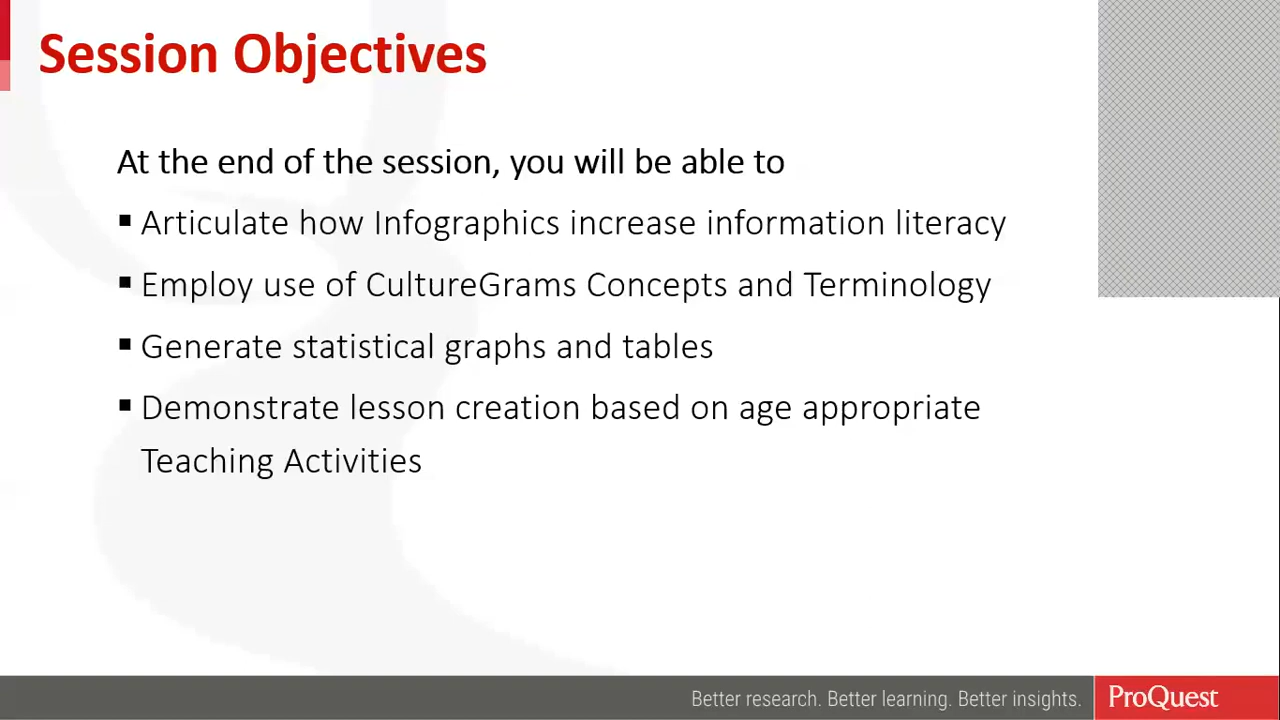 Session Objectives
At the end of the session, you will be able to
▪ Articulate how Infographics increase information literacy
▪ Employ use of CultureGrams Concepts and Terminology
▪ Generate statistical graphs and tables
▪ Demonstrate lesson creation based on age appropriate
Teaching Activities
Better research. Better learning. Better insights.
ProQuest